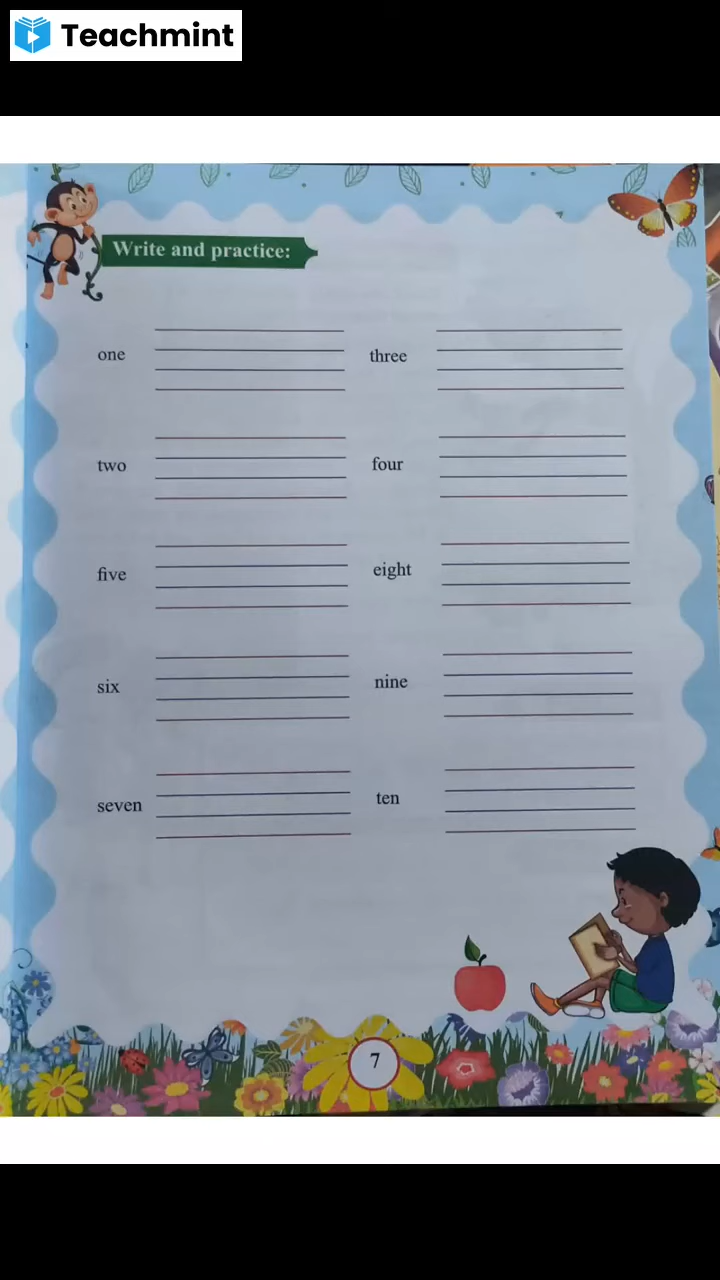 Teachmint
Write and practice:
one three
two four
five eight
six nine
seven ten
7